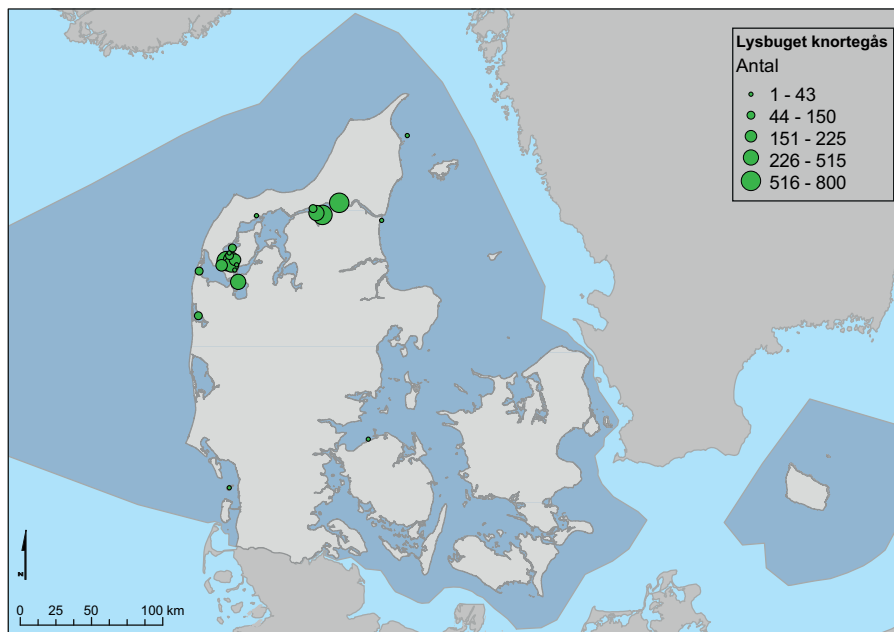 Lysbuget knortegås
Antal
1 - 43
44 - 150
151 - 225
226 - 515
516 - 800
N
0 25 50 100 km